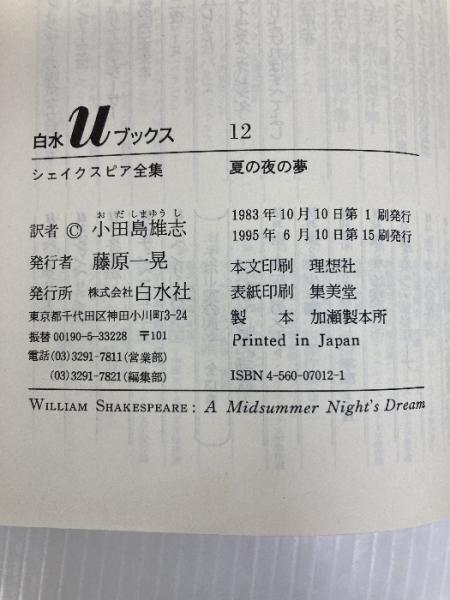 白水uブックス 12
シェイクスピア全集 夏の夜の夢
おだしまゆうし
訳者 © 小田島雄志
発行者 藤原一晃
発行所 株式会社白水社
東京都千代田区神田小川町3-24
振替 00190-5-33228 〒101
電話(03)3291-7811(営業部)
(03)3291-7821(編集部)
1983年10月10日第1刷発行
1995年6月10日第15刷発行
本文印刷 理想社
表紙印刷 集美堂
製本 加瀬製本所
Printed in Japan
ISBN4-560-07012-1
WILLIAM SHAKESPEARE: A Midsummer Night's Dream